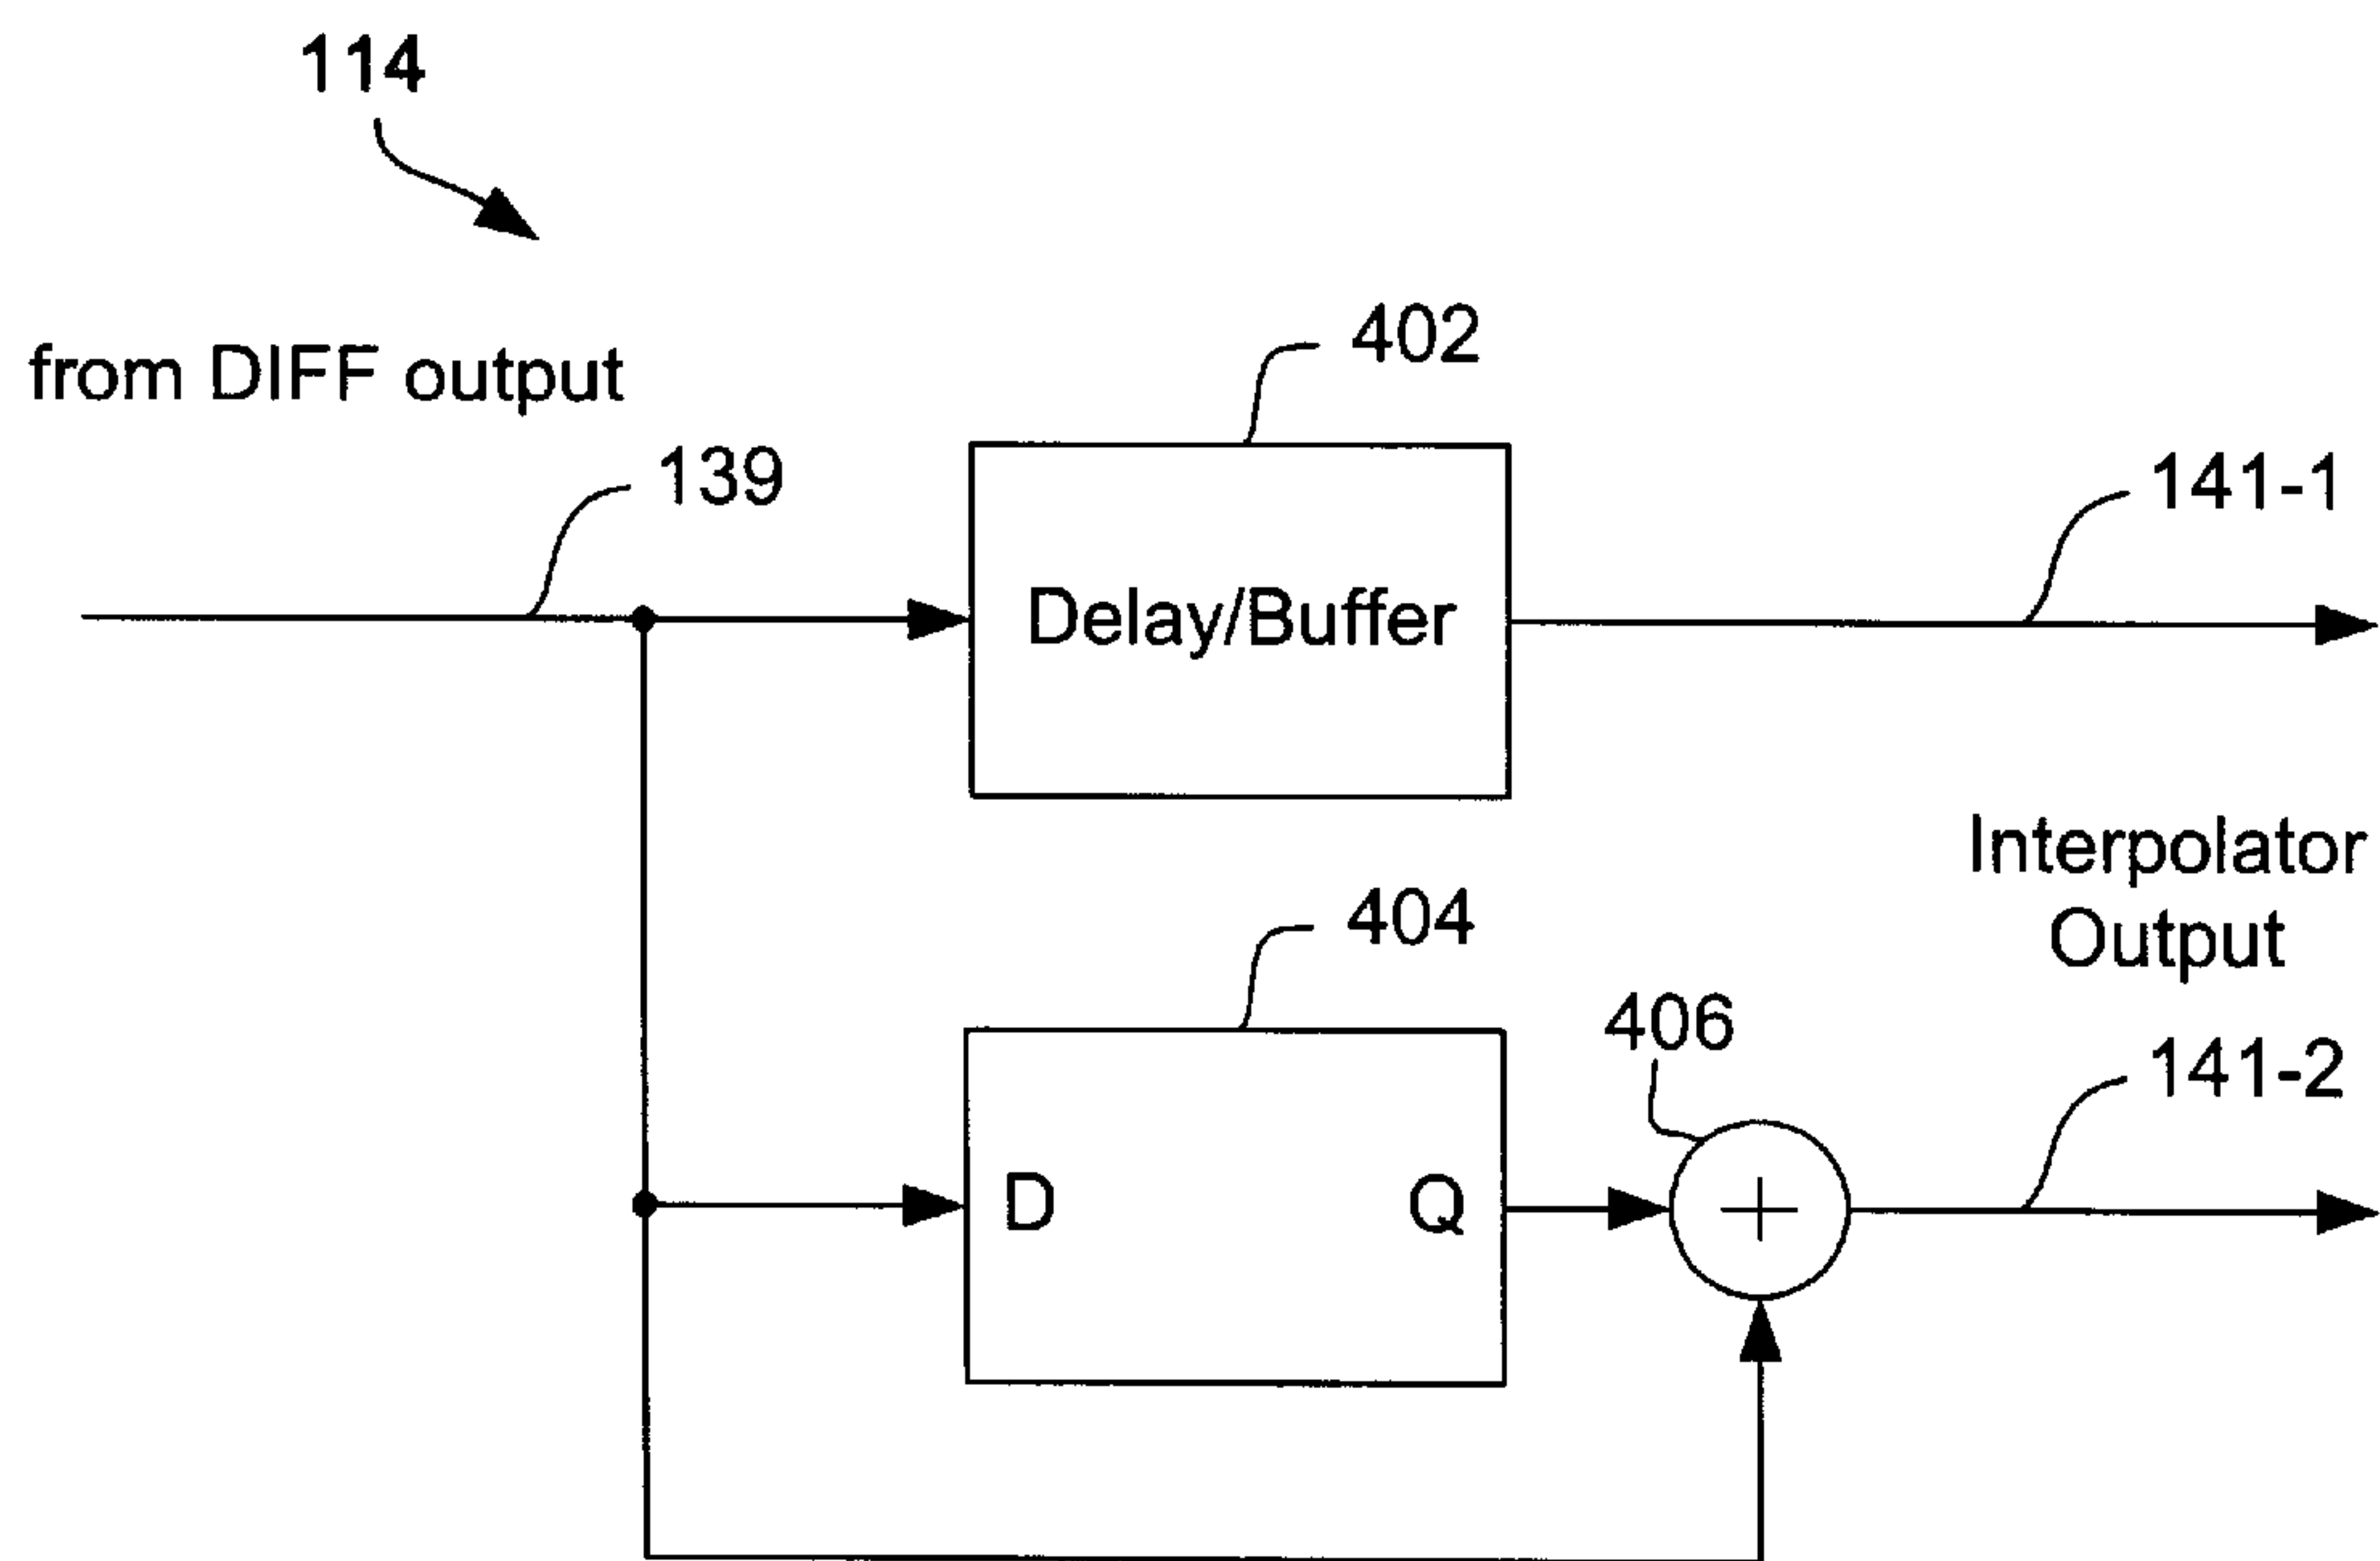 114
from DIFF output
402
139
Delay/Buffer
141-1
Interpolator
Output
404
406
141-2
D
Q
+